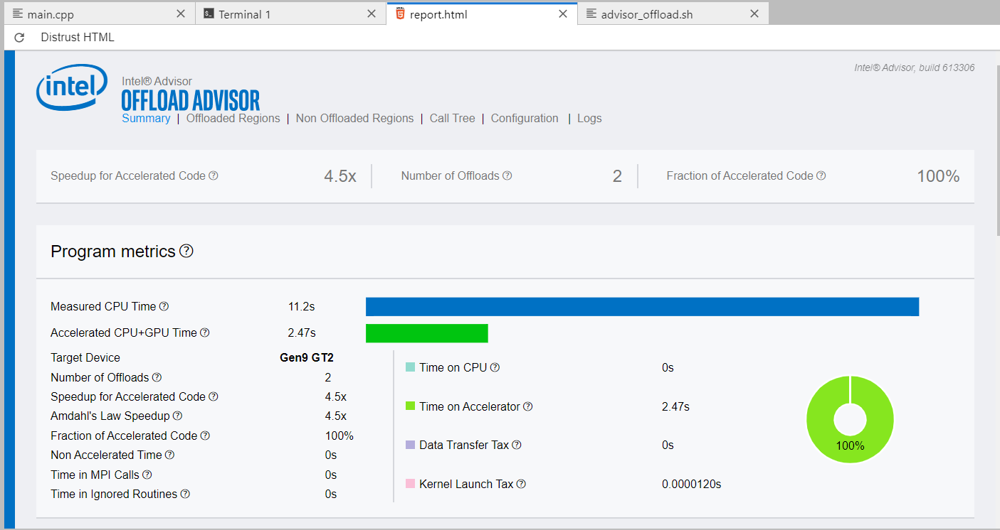 main.cpp
Terminal 1
report.html
advisor_offload.sh
Distrust HTML
Intel® Advisor, build 613306
intel
Intel® Advisor
OFFLOAD ADVISOR
Summary | Offloaded Regions | Non Offloaded Regions | Call Tree | Configuration | Logs
Speedup for Accelerated Code ? 4.5x Number of Offloads ? 2 Fraction of Accelerated Code ? 100%
Program metrics ?
Measured CPU Time ? 11.2s
Accelerated CPU+GPU Time ? 2.47s
Target Device Gen9 GT2
Number of Offloads ? 2
Speedup for Accelerated Code ? 4.5x
Amdahl's Law Speedup ? 4.5x
Fraction of Accelerated Code ? 100%
Non Accelerated Time ? 0s
Time in MPI Calls ? 0s
Time in Ignored Routines ? 0s
Time on CPU ? 0s
Time on Accelerator ? 2.47s
Data Transfer Tax ? 0s
Kernel Launch Tax ? 0.0000120s
100%